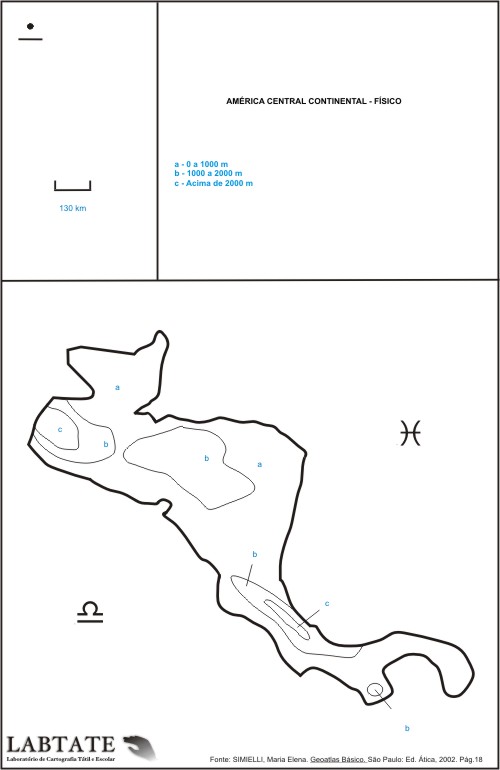 AMÉRICA CENTRAL CONTINENTAL - FÍSICO
a - 0 a 1000 m
b - 1000 a 2000 m
c - Acima de 2000 m
130 km
a
c
b
b
a
b
c
b
LABTATE
Laboratório de Cartografia Tátil e Escolar
Fonte: SIMIELLI, Maria Elena. Geoatlas Básico, São Paulo: Ed. Ática, 2002. Pág.18